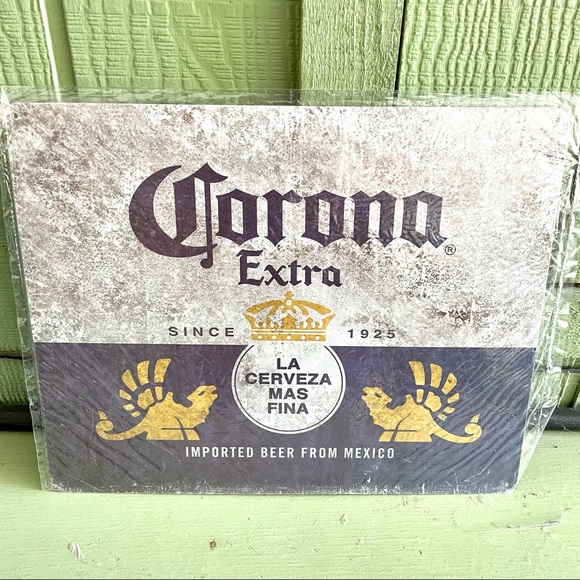 Corona®
Extra
SINCE 1925
LA
CERVEZA
MAS
FINA
IMPORTED BEER FROM MEXICO